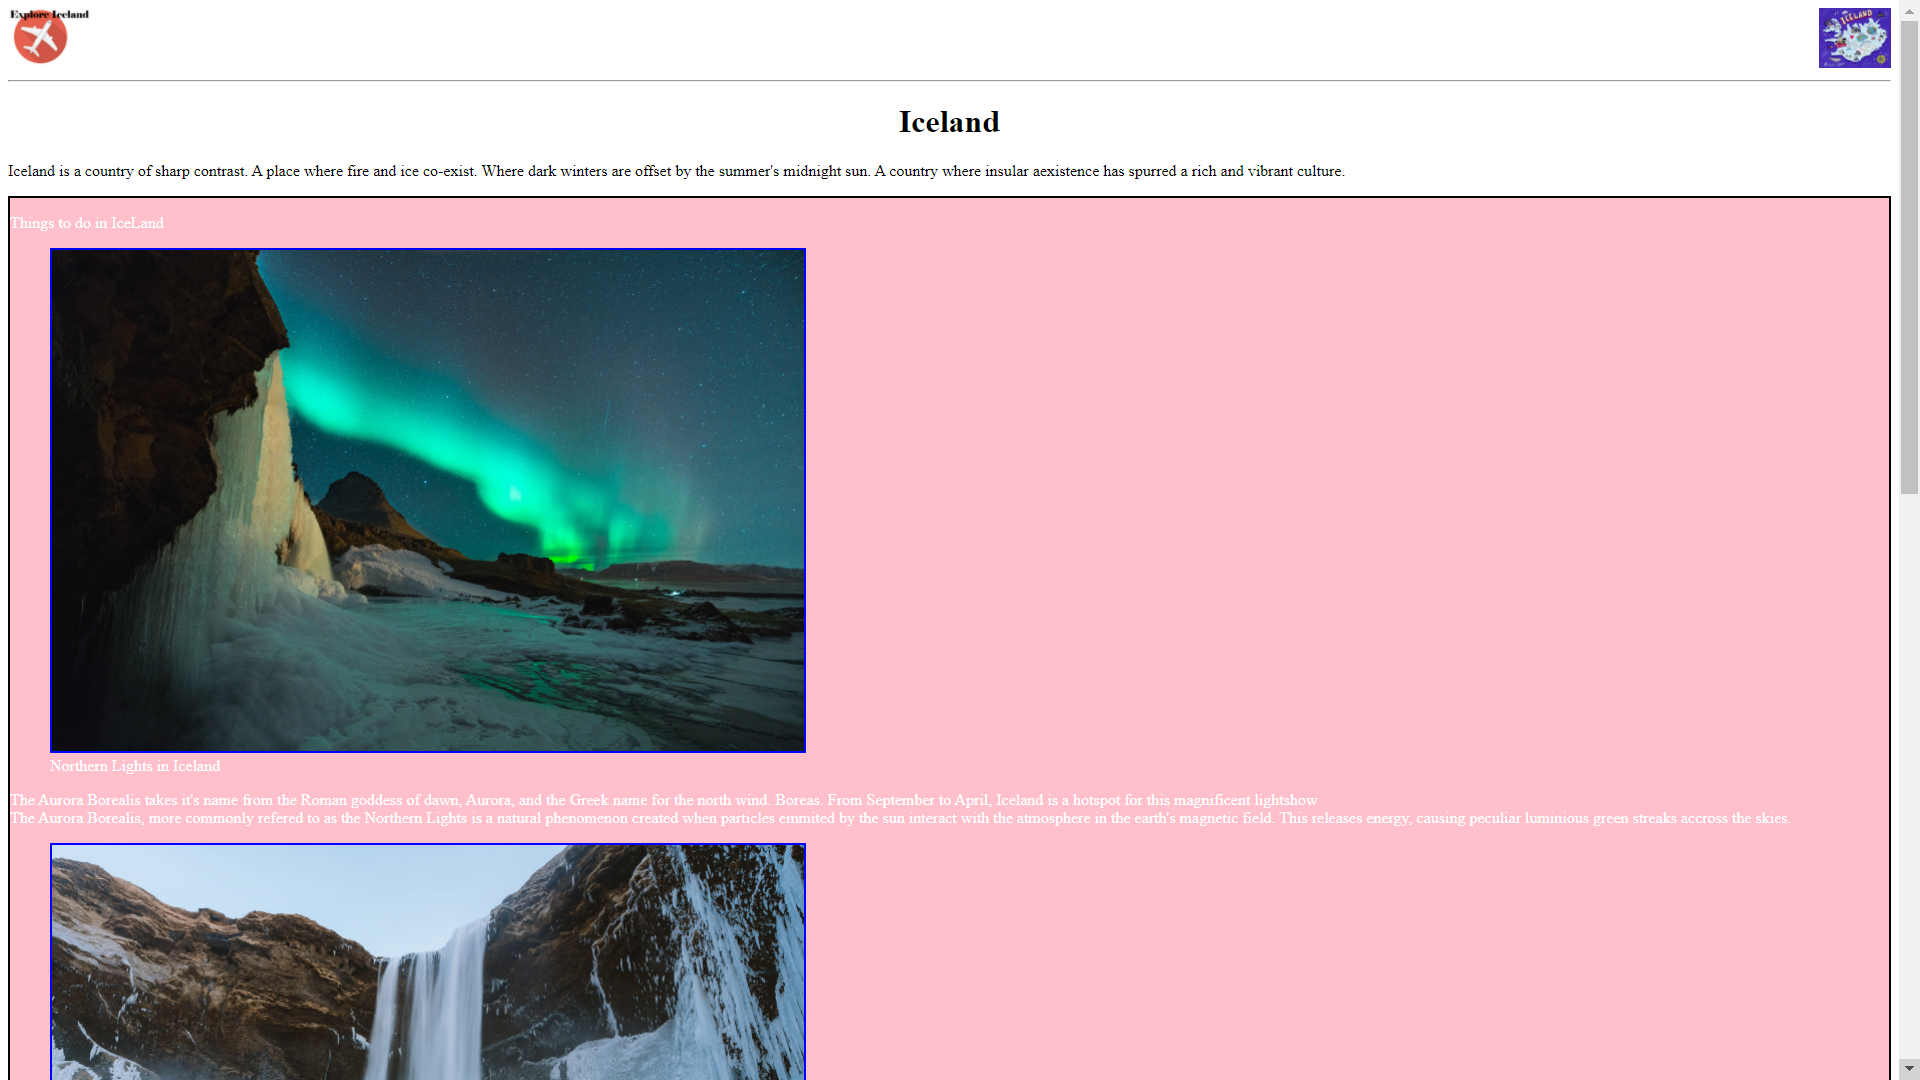 Explore Iceland
ICELAND
Iceland
Iceland is a country of sharp contrast. A place where fire and ice co-exist. Where dark winters are offset by the summer's midnight sun. A country where insular aexistence has spurred a rich and vibrant culture.
Things to do in IceLand
Northern Lights in Iceland
The Aurora Borealis takes it's name from the Roman goddess of dawn, Aurora, and the Greek name for the north wind. Boreas. From September to April, Iceland is a hotspot for this magnificent lightshow
The Aurora Borealis, more commonly refered to as the Northern Lights is a natural phenomenon created when particles emmited by the sun interact with the atmosphere in the earth's magnetic field. This releases energy, causing peculiar luminious green streaks accross the skies.